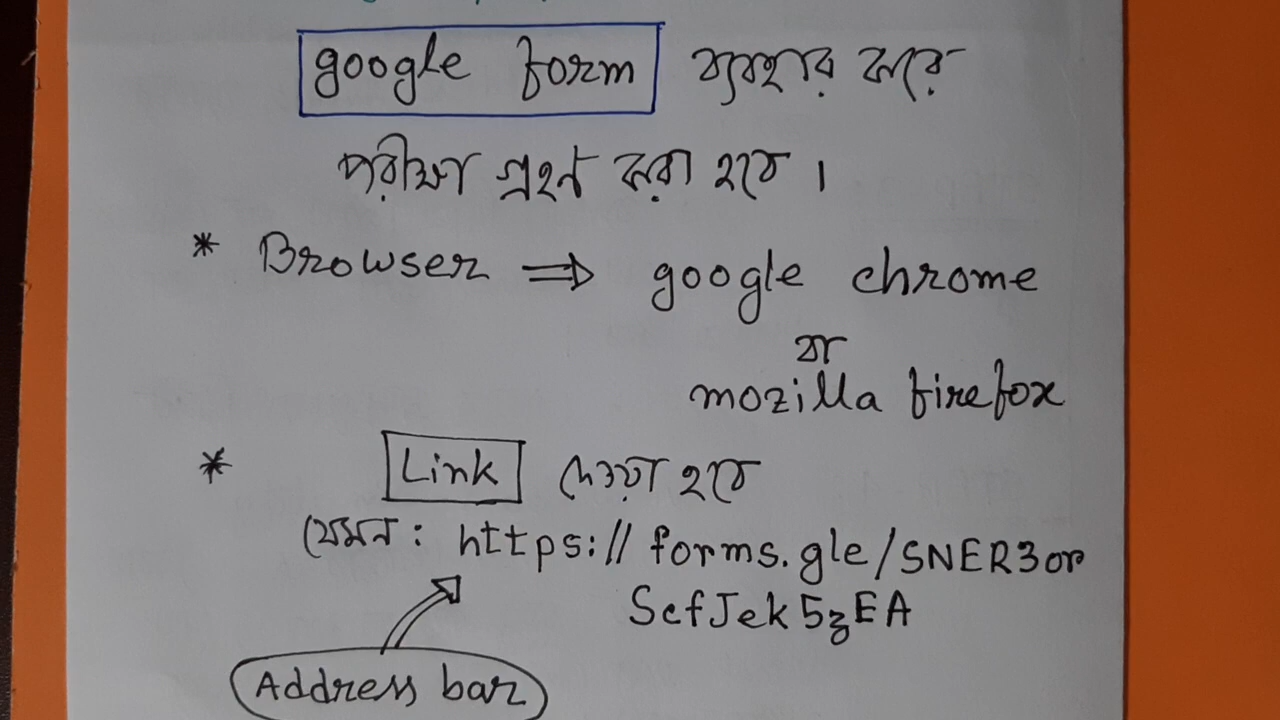 google form ব্যবহার করে
পরীক্ষা গ্রহণ করা হবে ।
* Browser ⇒ google chrome
or
mozilla firefox
* Link দেওয়া হবে
যেমন : https://forms.gle/SNER3or
ScfJek5zEA
Address bar